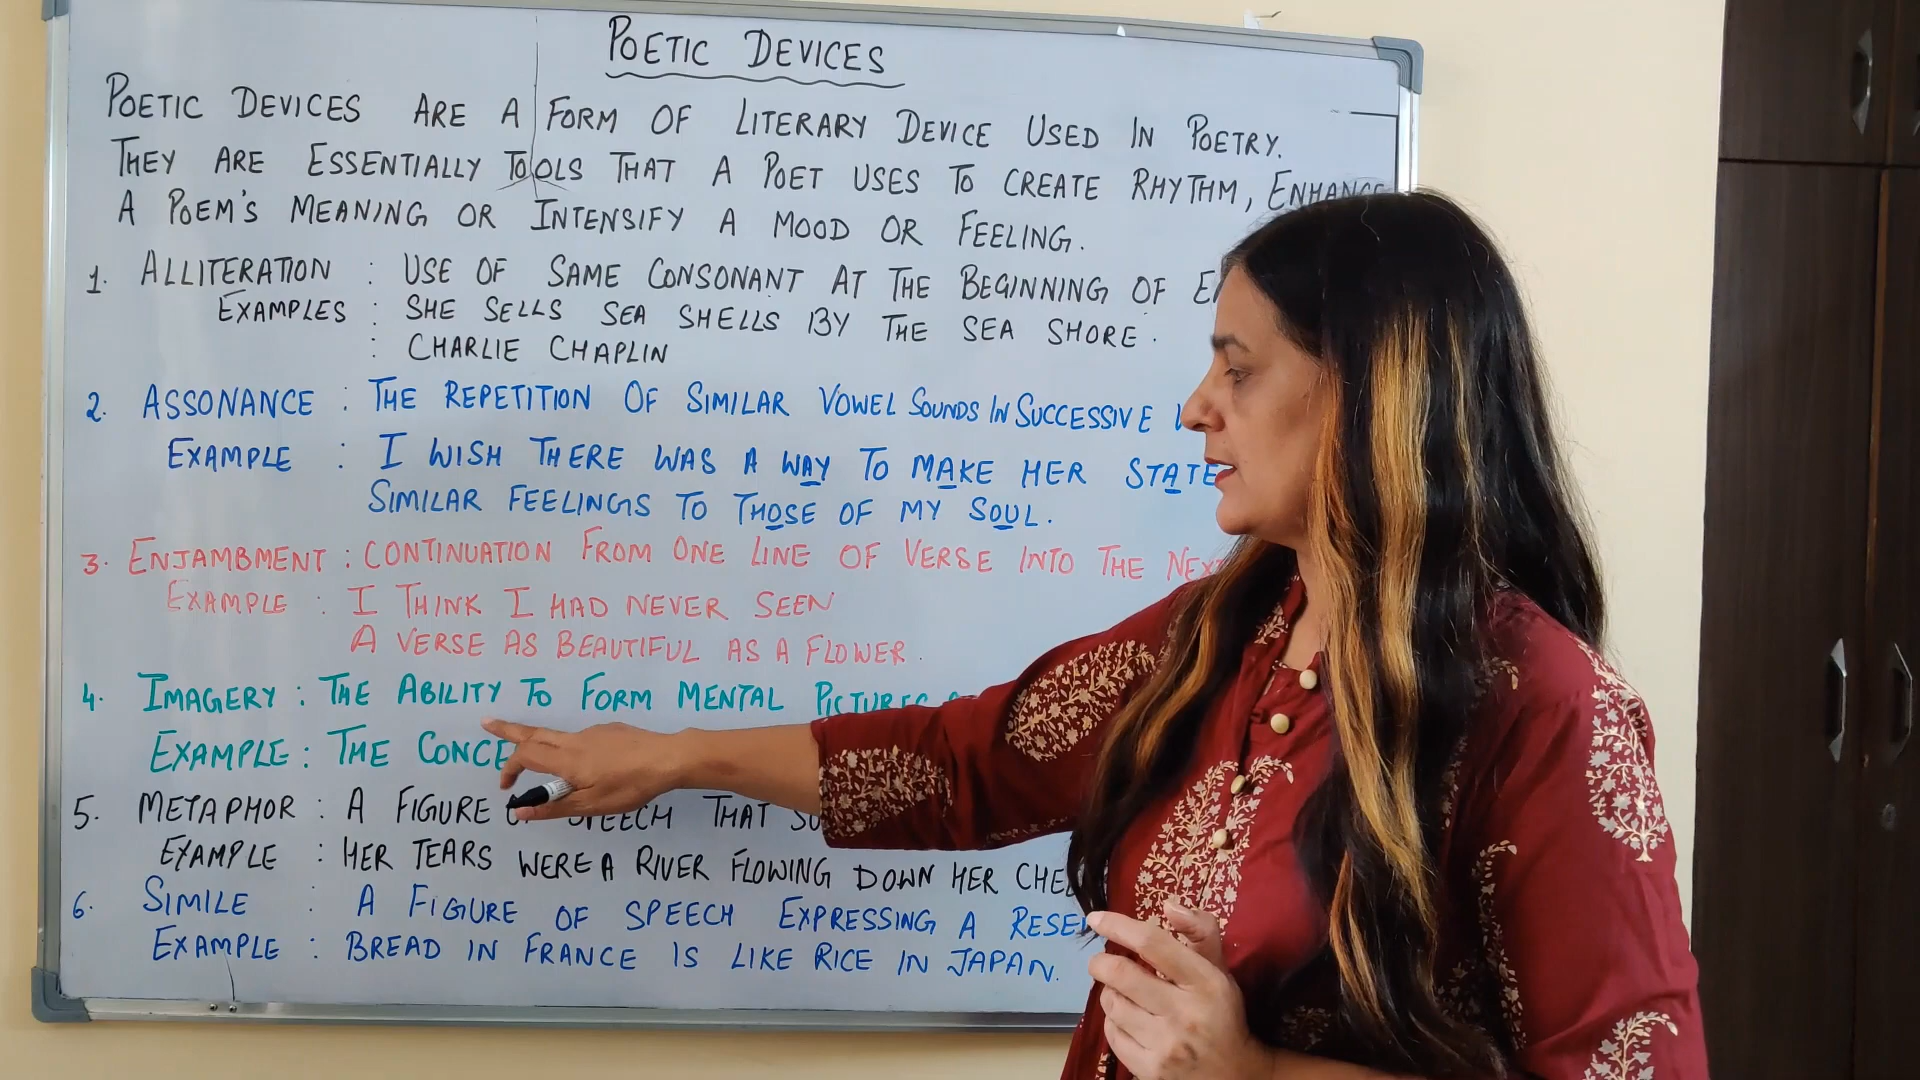 POETIC DEVICES
POETIC DEVICES ARE A FORM OF LITERARY DEVICE USED IN POETRY.
THEY ARE ESSENTIALLY TOOLS THAT A POET USES TO CREATE RHYTHM, ENHANCE
A POEM'S MEANING OR INTENSIFY A MOOD OR FEELING.
1. ALLITERATION : USE OF SAME CONSONANT AT THE BEGINNING OF
EXAMPLES : SHE SELLS SEA SHELLS BY THE SEA SHORE.
: CHARLIE CHAPLIN
2. ASSONANCE : THE REPETITION OF SIMILAR VOWEL SOUNDS IN SUCCESSIVE
EXAMPLE : I WISH THERE WAS A WAY TO MAKE HER STATE
SIMILAR FEELINGS TO THOSE OF MY SOUL.
3. ENJAMBMENT : CONTINUATION FROM ONE LINE OF VERSE INTO THE NEXT
EXAMPLE : I THINK I HAD NEVER SEEN
A VERSE AS BEAUTIFUL AS A FLOWER.
4. IMAGERY : THE ABILITY TO FORM MENTAL PICTURES
EXAMPLE : THE
5. METAPHOR : A FIGURE OF SPEECH THAT
EXAMPLE : HER TEARS WERE A RIVER FLOWING DOWN HER
6. SIMILE : A FIGURE OF SPEECH EXPRESSING A
EXAMPLE : BREAD IN FRANCE IS LIKE RICE IN JAPAN.